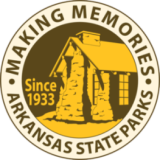 · MAKING MEMORIES ·
Since
1933
ARKANSAS STATE PARKS